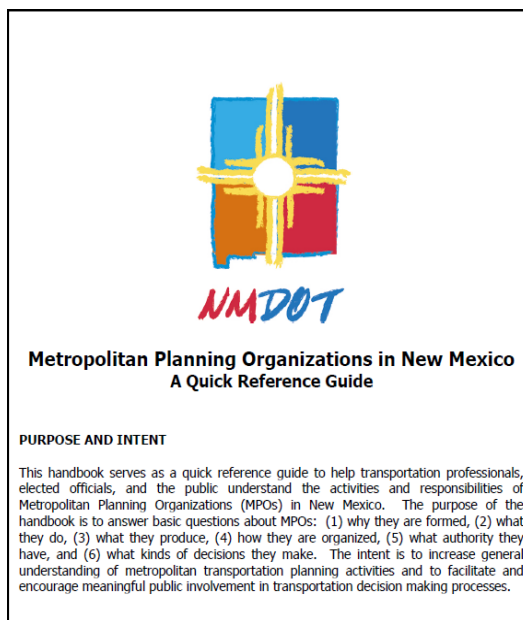 NMDOT
Metropolitan Planning Organizations in New Mexico
A Quick Reference Guide
PURPOSE AND INTENT
This handbook serves as a quick reference guide to help transportation professionals,
elected officials, and the public understand the activities and responsibilities of
Metropolitan Planning Organizations (MPOs) in New Mexico. The purpose of the
handbook is to answer basic questions about MPOs: (1) why they are formed, (2) what
they do, (3) what they produce, (4) how they are organized, (5) what authority they
have, and (6) what kinds of decisions they make. The intent is to increase general
understanding of metropolitan transportation planning activities and to facilitate and
encourage meaningful public involvement in transportation decision making processes.